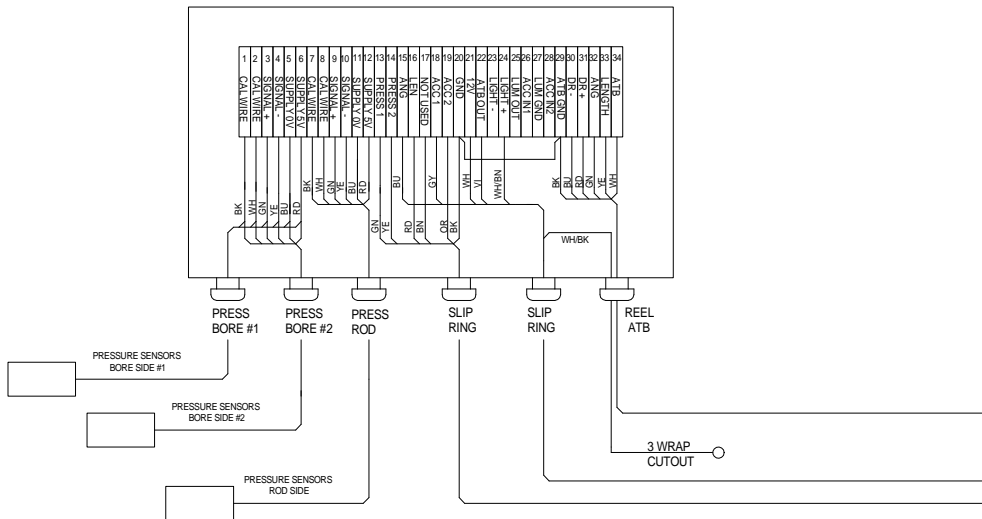 1 2 3 4 5 6 7 8 9 10 11 12 13 14 15 16 17 18 19 20 21 22 23 24 25 26 27 28 29 30 31 32 33 34
CAL WIRE
CAL WIRE
SIGNAL +
SIGNAL -
SUPPLY 0V
SUPPLY 5V
CAL WIRE
CAL WIRE
SIGNAL +
SIGNAL -
SUPPLY 0V
SUPPLY 5V
PRESS 1
PRESS 2
ANG
LEN
NOT USED
ACC 1
ACC 2
GND
12V
ATB OUT
LIGHT -
LIGHT +
LUM OUT
ACC IN1
LUM GND
ACC IN2
ATB GND
DR -
DR +
ANG
LENGTH
ATB
BK
WH
GN
YE
BU
RD
BK
WH
GN
YE
BU
RD
GN
YE
BU
RD
BN
GY
OR
BK
WH
VI
WH/BN
BK
BU
RD
GN
YE
WH
WH/BK
PRESS
BORE #1
PRESS
BORE #2
PRESS
ROD
SLIP
RING
SLIP
RING
REEL
ATB
PRESSURE SENSORS
BORE SIDE #1
PRESSURE SENSORS
BORE SIDE #2
3 WRAP
CUTOUT
PRESSURE SENSORS
ROD SIDE